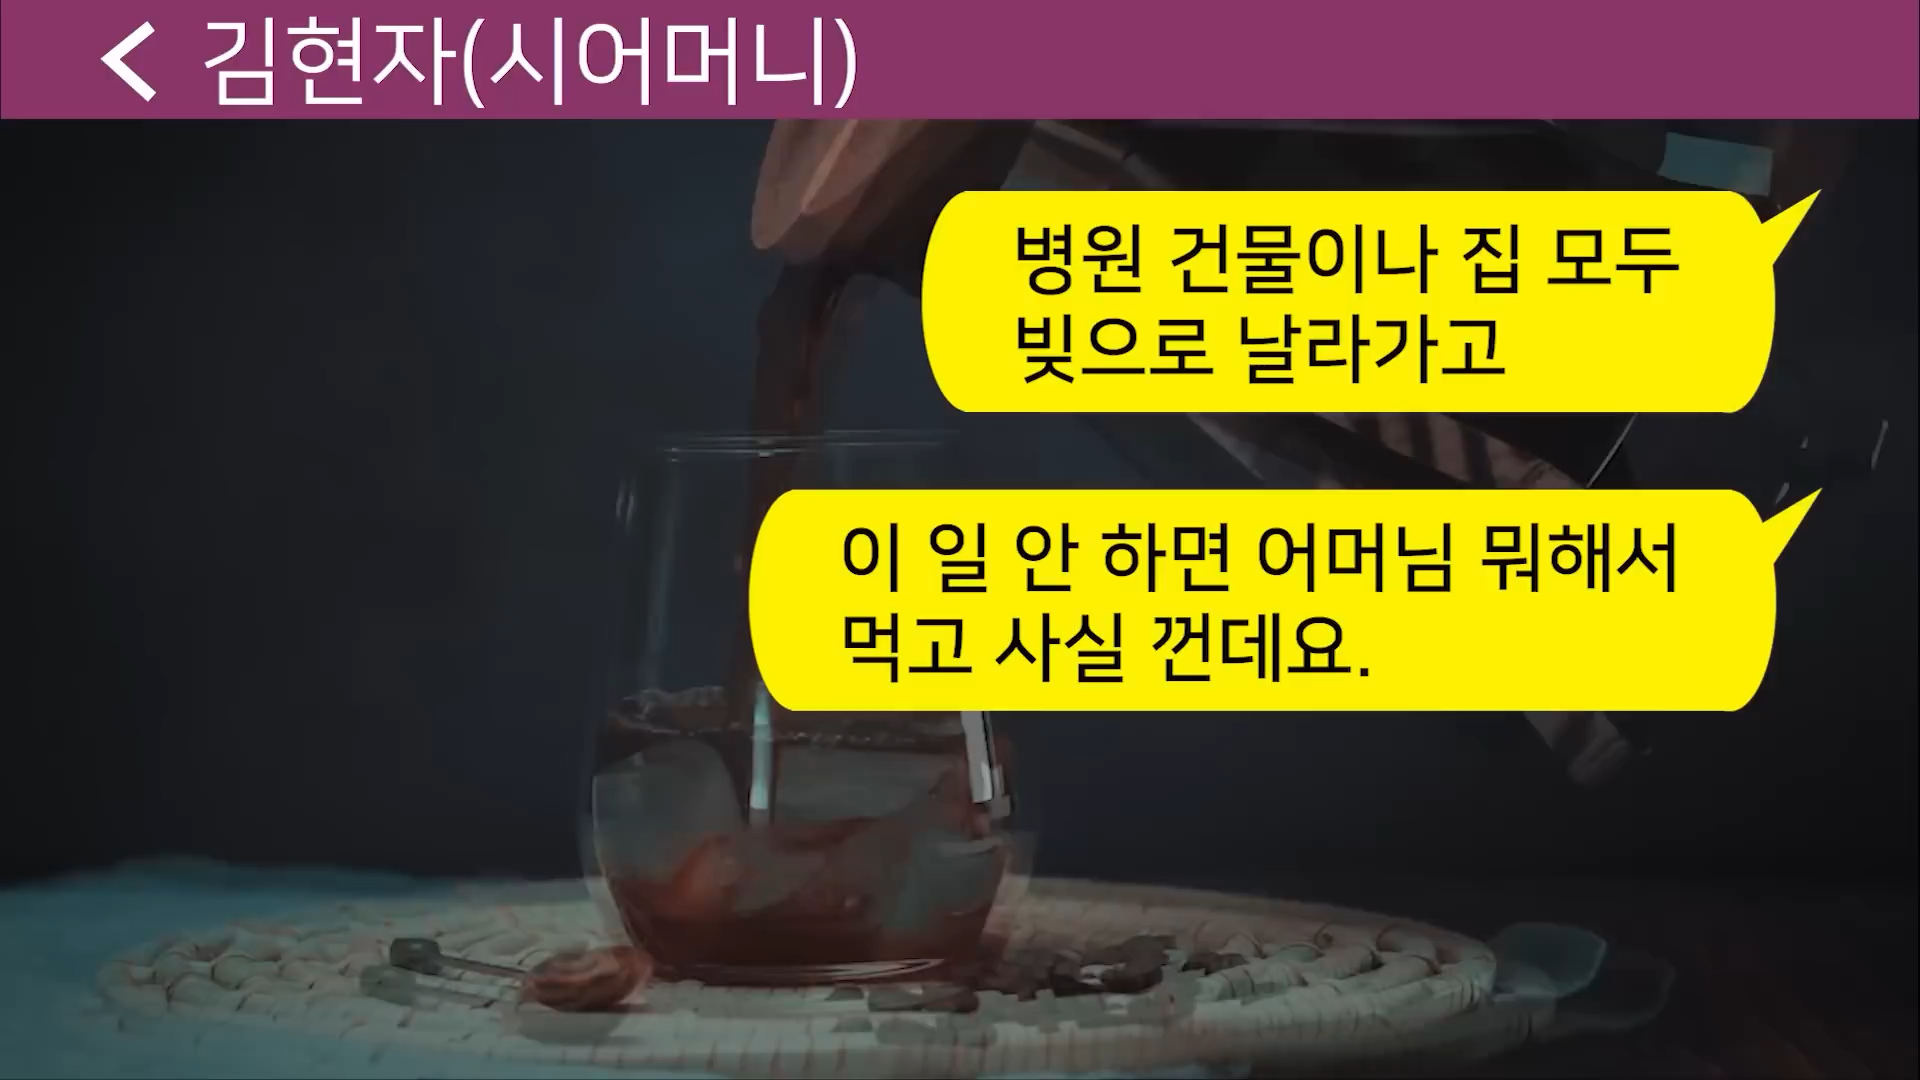 김현자(시어머니)
병원 건물이나 집 모두
빚으로 날라가고
이 일 안 하면 어머님 뭐해서
먹고 사실 껀데요.